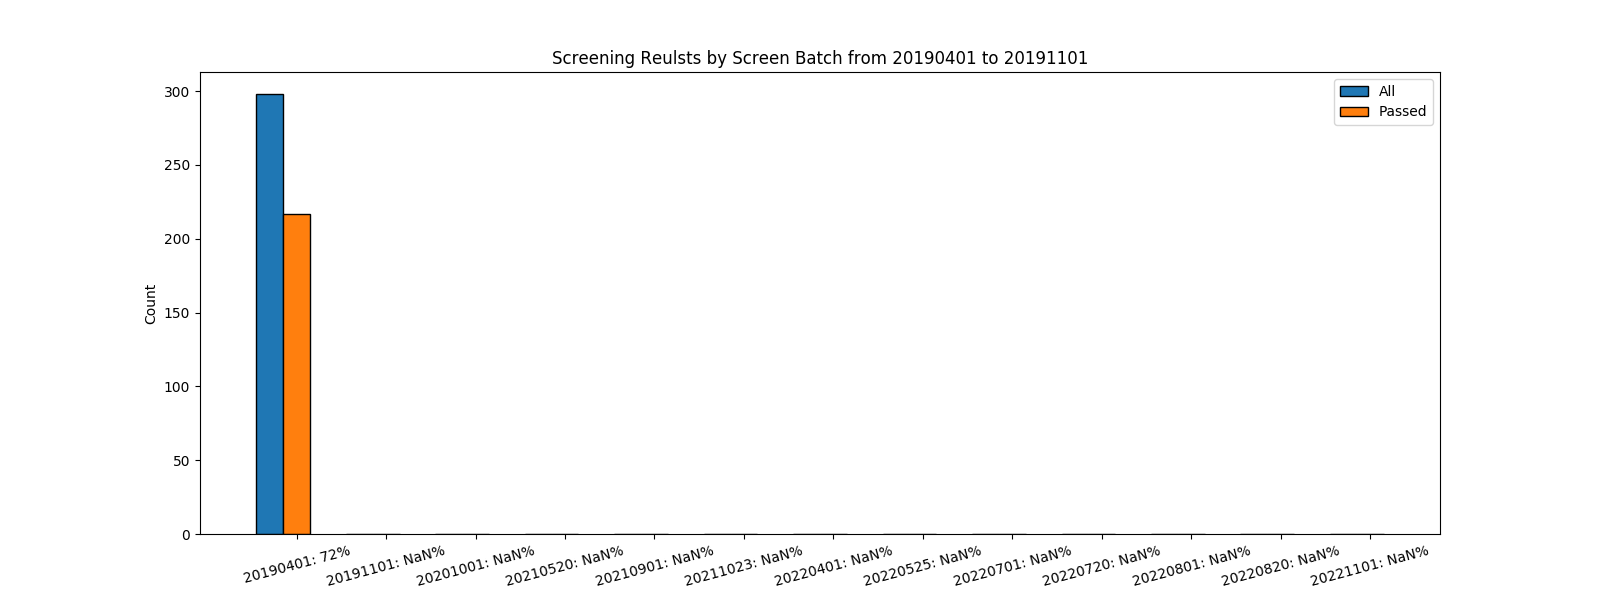 Screening Reulsts by Screen Batch from 20190401 to 20191101
All
Passed
Count
300
250
200
150
100
50
0
20190401: 72%
20191101: NaN%
20201001: NaN%
20210520: NaN%
20210901: NaN%
20211023: NaN%
20220401: NaN%
20220525: NaN%
20220701: NaN%
20220720: NaN%
20220801: NaN%
20220820: NaN%
20221101: NaN%